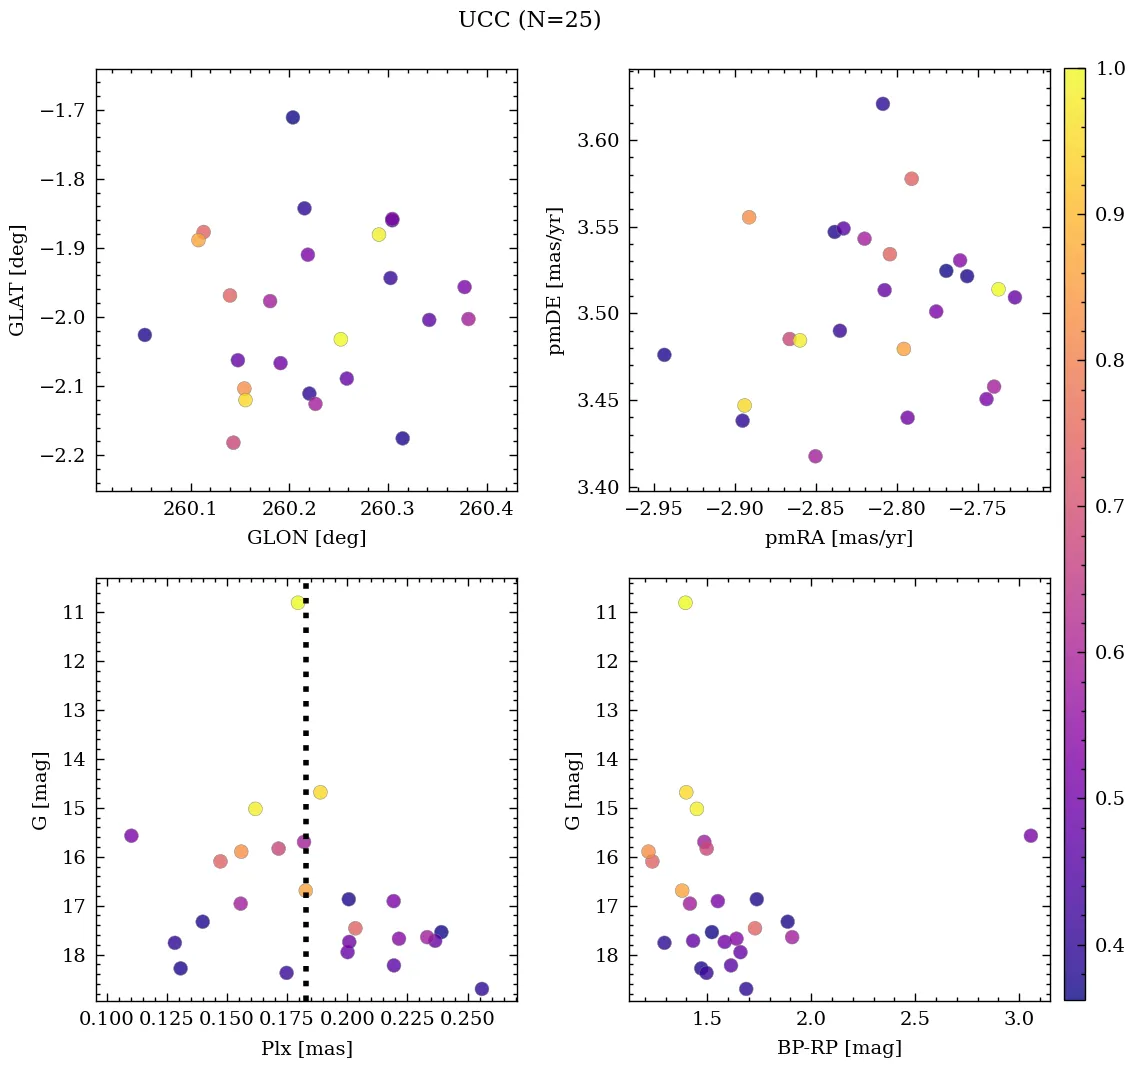 UCC (N=25)
−1.7
−1.8
−1.9
−2.0
−2.1
−2.2
GLAT [deg]
260.1 260.2 260.3 260.4
GLON [deg]
3.60
3.55
3.50
3.45
3.40
pmDE [mas/yr]
−2.95 −2.90 −2.85 −2.80 −2.75
pmRA [mas/yr]
1.0
0.9
0.8
0.7
0.6
0.5
0.4
11
12
13
14
15
16
17
18
G [mag]
0.100 0.125 0.150 0.175 0.200 0.225 0.250
Plx [mas]
11
12
13
14
15
16
17
18
G [mag]
1.5 2.0 2.5 3.0
BP-RP [mag]